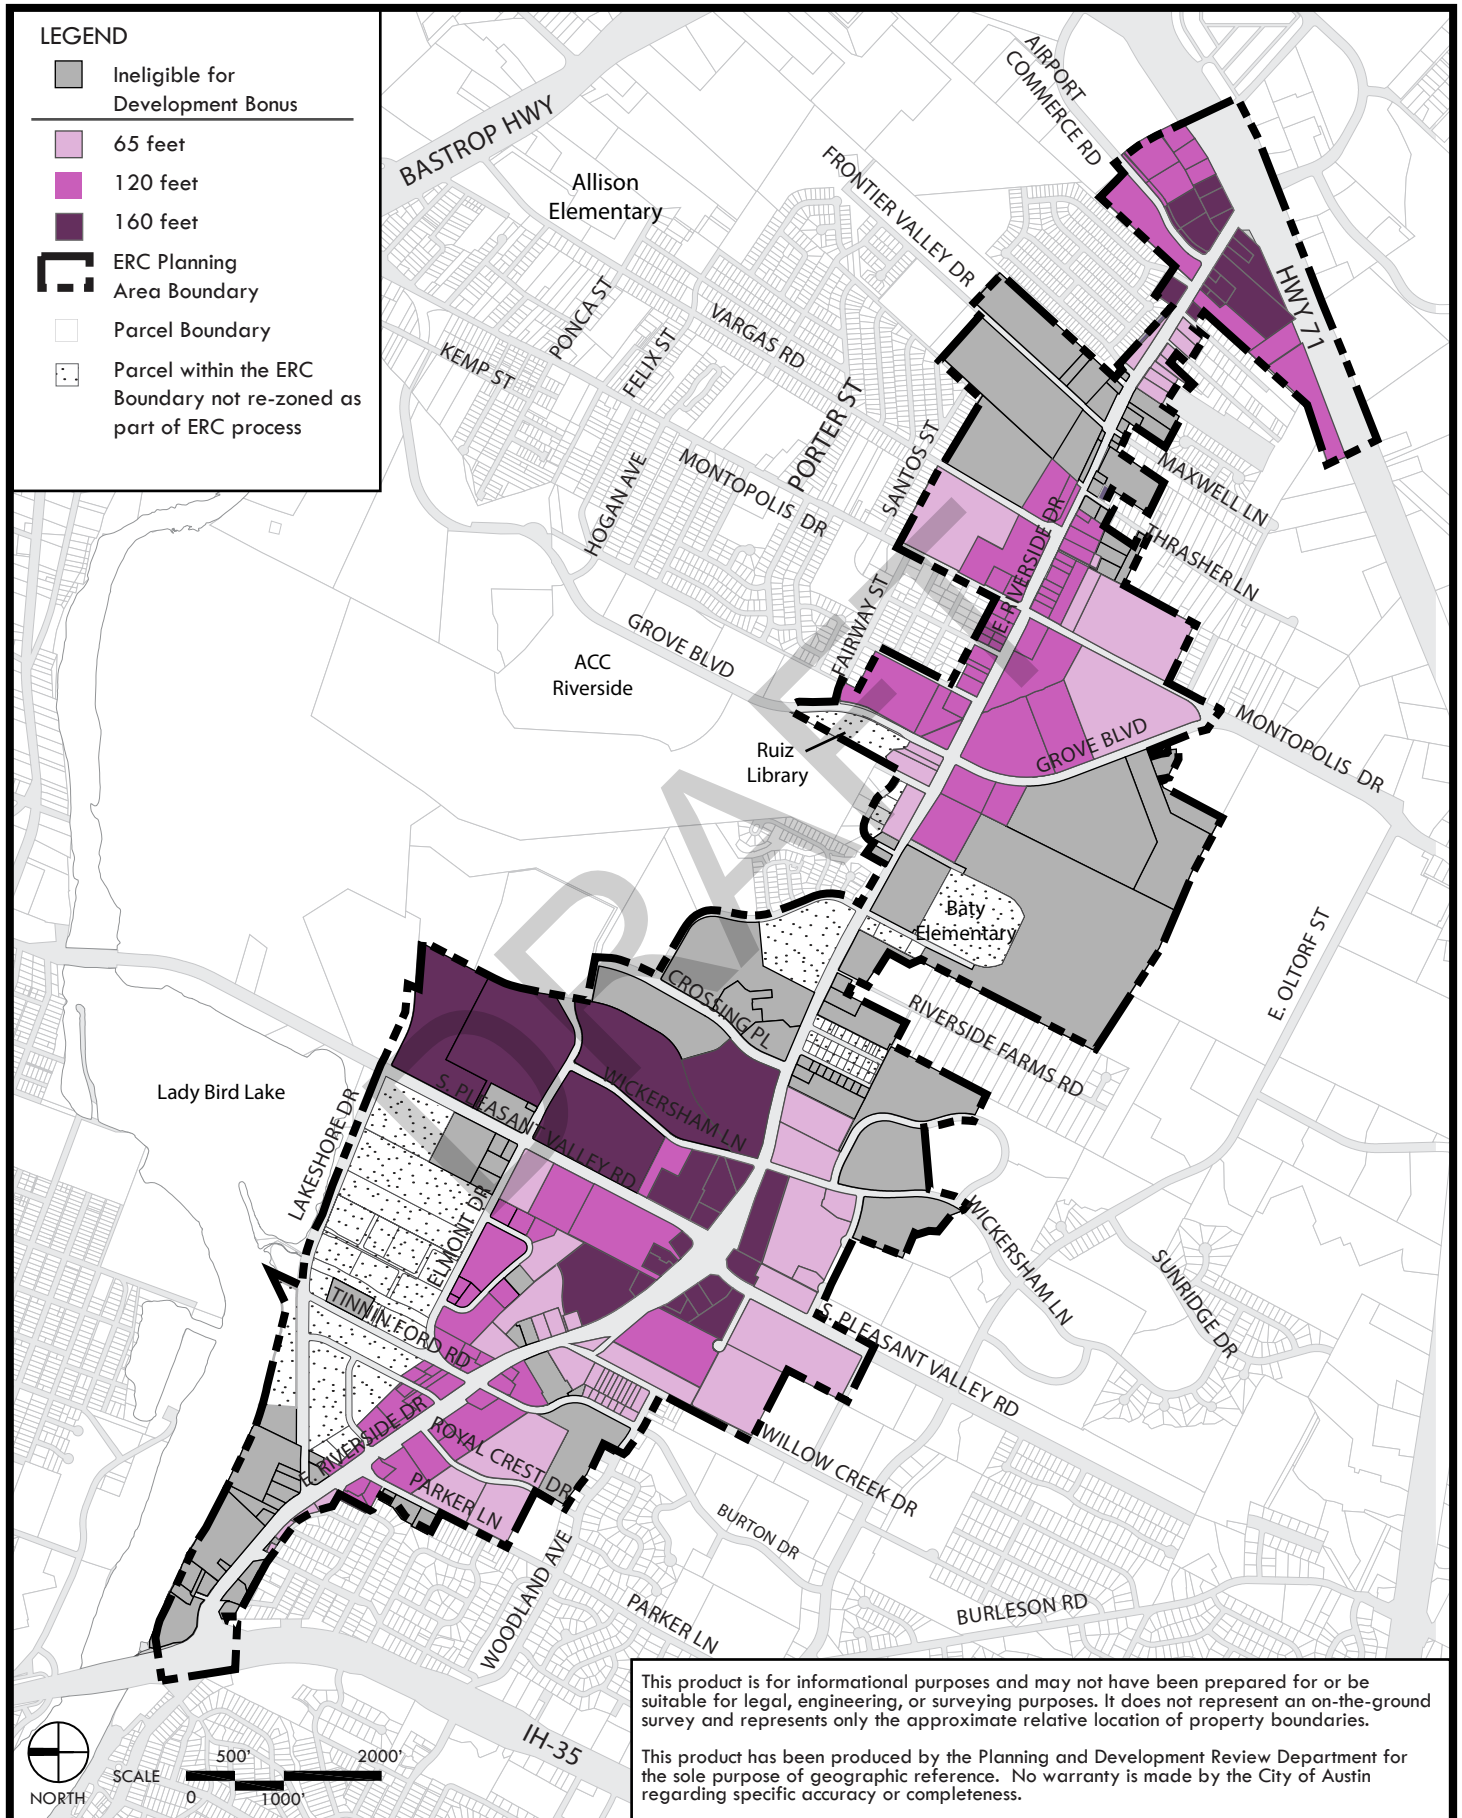 LEGEND
Ineligible for
Development Bonus
65 feet
120 feet
160 feet
ERC Planning
Area Boundary
Parcel Boundary
Parcel within the ERC
Boundary not re-zoned as
part of ERC process
BASTROP HWY
AIRPORT
COMMERCE RD
Allison
Elementary
FRONTIER VALLEY DR
HWY 71
PONCA ST
VARGAS RD
FELIX ST
KEMP ST
PORTER ST
SANTOS ST
MONTOPOLIS DR
HOGAN AVE
MAXWELL LN
THRASHER LN
E. RIVERSIDE DR
FAIRWAY ST
GROVE BLVD
ACC
Riverside
Ruiz
Library
GROVE BLVD
MONTOPOLIS DR
DRAFT
Baty
Elementary
E. OLTORF ST
CROSSING PL
RIVERSIDE FARMS RD
Lady Bird Lake
LAKESHORE DR
S. PLEASANT VALLEY RD
WICKERSHAM LN
ELMONT DR
WICKERSHAM LN
SUNRIDGE DR
TINNIN FORD RD
S. PLEASANT VALLEY RD
E. RIVERSIDE DR
ROYAL CREST DR
PARKER LN
WILLOW CREEK DR
BURTON DR
WOODLAND AVE
PARKER LN
BURLESON RD
IH-35
NORTH
SCALE
500'
2000'
0
1000'
This product is for informational purposes and may not have been prepared for or be
suitable for legal, engineering, or surveying purposes. It does not represent an on-the-ground
survey and represents only the approximate relative location of property boundaries.
This product has been produced by the Planning and Development Review Department for
the sole purpose of geographic reference. No warranty is made by the City of Austin
regarding specific accuracy or completeness.